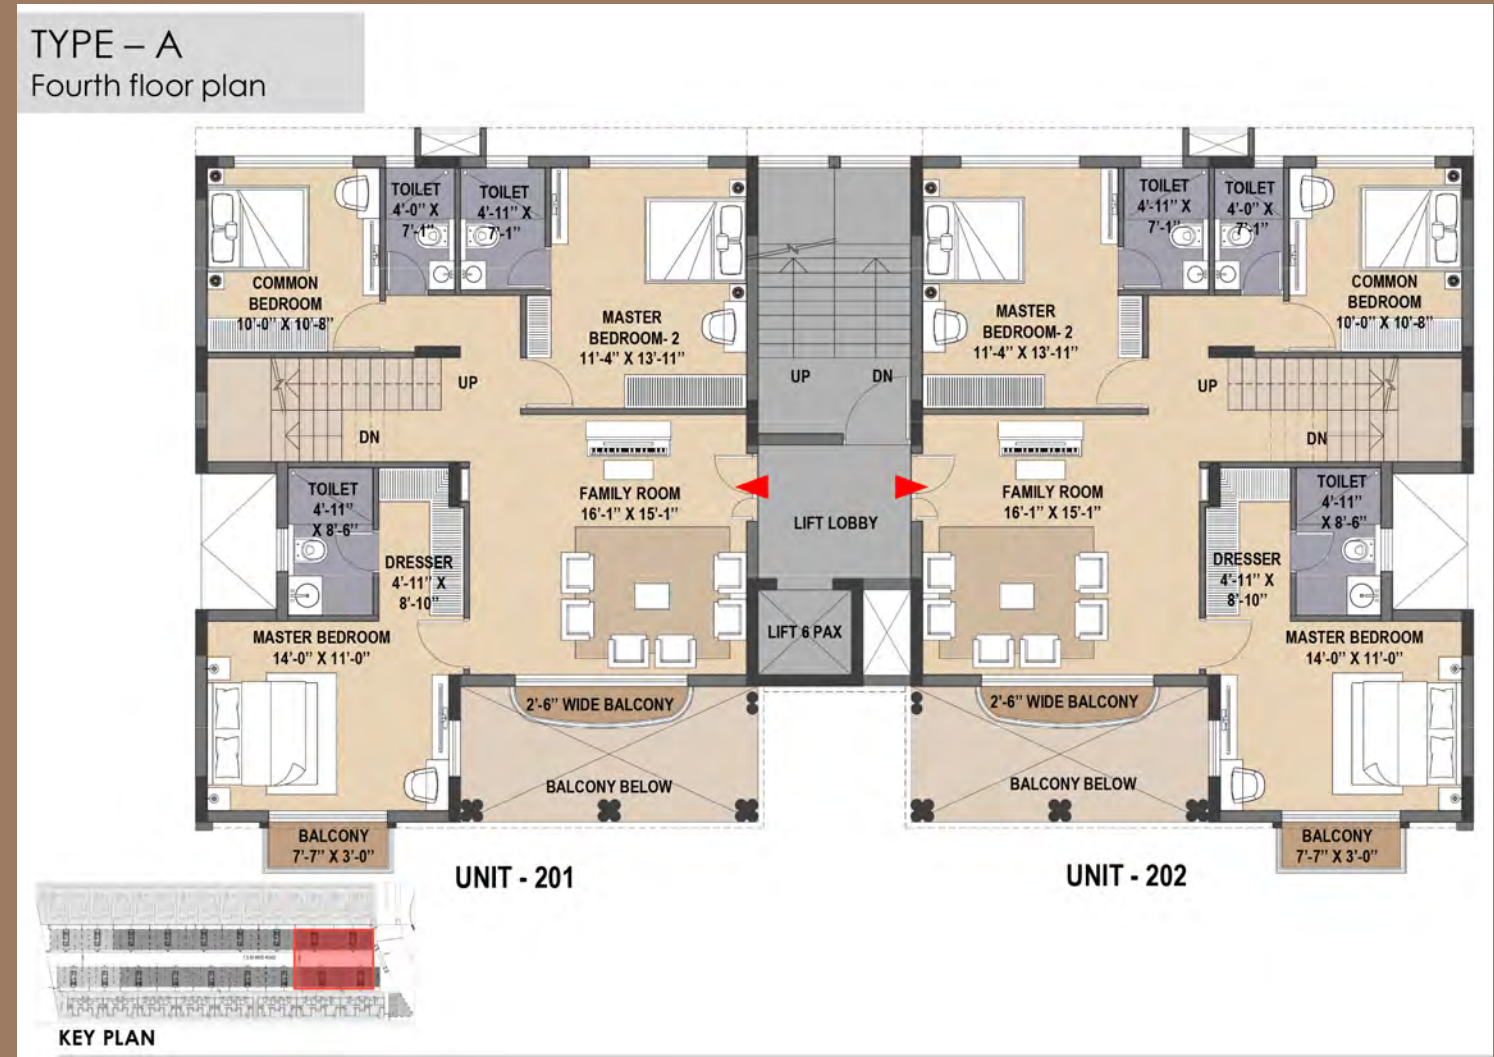 TYPE – A
Fourth floor plan
COMMON
BEDROOM
10'-0" X 10'-8"
TOILET
4'-0" X
7'-1"
TOILET
4'-11" X
7'-1"
MASTER
BEDROOM- 2
11'-4" X 13'-11"
UP
DN
UP
DN
MASTER
BEDROOM- 2
11'-4" X 13'-11"
TOILET
4'-11" X
7'-1"
TOILET
4'-0" X
7'-1"
COMMON
BEDROOM
10'-0" X 10'-8"
UP
DN
TOILET
4'-11"
X 8'-6"
DRESSER
4'-11" X
8'-10"
FAMILY ROOM
16'-1" X 15'-1"
LIFT LOBBY
LIFT 6 PAX
FAMILY ROOM
16'-1" X 15'-1"
DRESSER
4'-11" X
8'-10"
TOILET
4'-11"
X 8'-6"
MASTER BEDROOM
14'-0" X 11'-0"
MASTER BEDROOM
14'-0" X 11'-0"
2'-6" WIDE BALCONY
BALCONY BELOW
2'-6" WIDE BALCONY
BALCONY BELOW
BALCONY
7'-7" X 3'-0"
BALCONY
7'-7" X 3'-0"
UNIT - 201
UNIT - 202
KEY PLAN